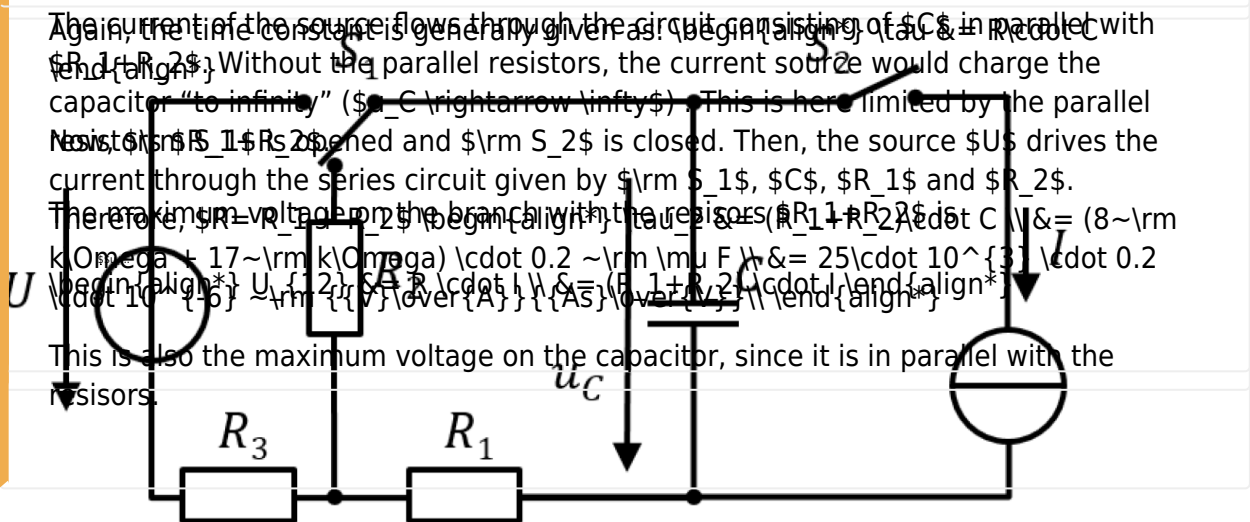 The current of the source flows through the circuit consisting of $C$ in parallel with
Again, the time constant is generally given as: \begin{align*} \tau &= R\cdot C
S_1
S_2
$R_1+R_2$. Without the parallel resistors, the current source would charge the
\end{align*}
capacitor “to infinity” ($u_C \rightarrow \infty$) . This is here limited by the parallel
resistors $R_1+R_2$.
Now, $\rm S_1$ is opened and $\rm S_2$ is closed. Then, the source $U$ drives the
current through the series circuit given by $\rm S_1$, $C$, $R_1$ and $R_2$.
The maximum voltage on the branch with the resisors $R_1+R_2$ is
Therefore, $R= R_1 + R_2$ \begin{align*} \tau_2 &= (R_1+R_2)\cdot C \\ &= (8~\rm
I
k\Omega + 17~\rm k\Omega) \cdot 0.2 ~\rm \mu F \\ &= 25\cdot 10^{3} \cdot 0.2
U
R_2
C
\begin{align*} U_{12} &= R \cdot I \\ &= (R_1+R_2) \cdot I \end{align*}
\cdot 10^{-6} ~\rm {{V}\over{A}}{{As}\over{V}}\\ \end{align*}
This is also the maximum voltage on the capacitor, since it is in parallel with the
u_C
resisors.
R_3
R_1